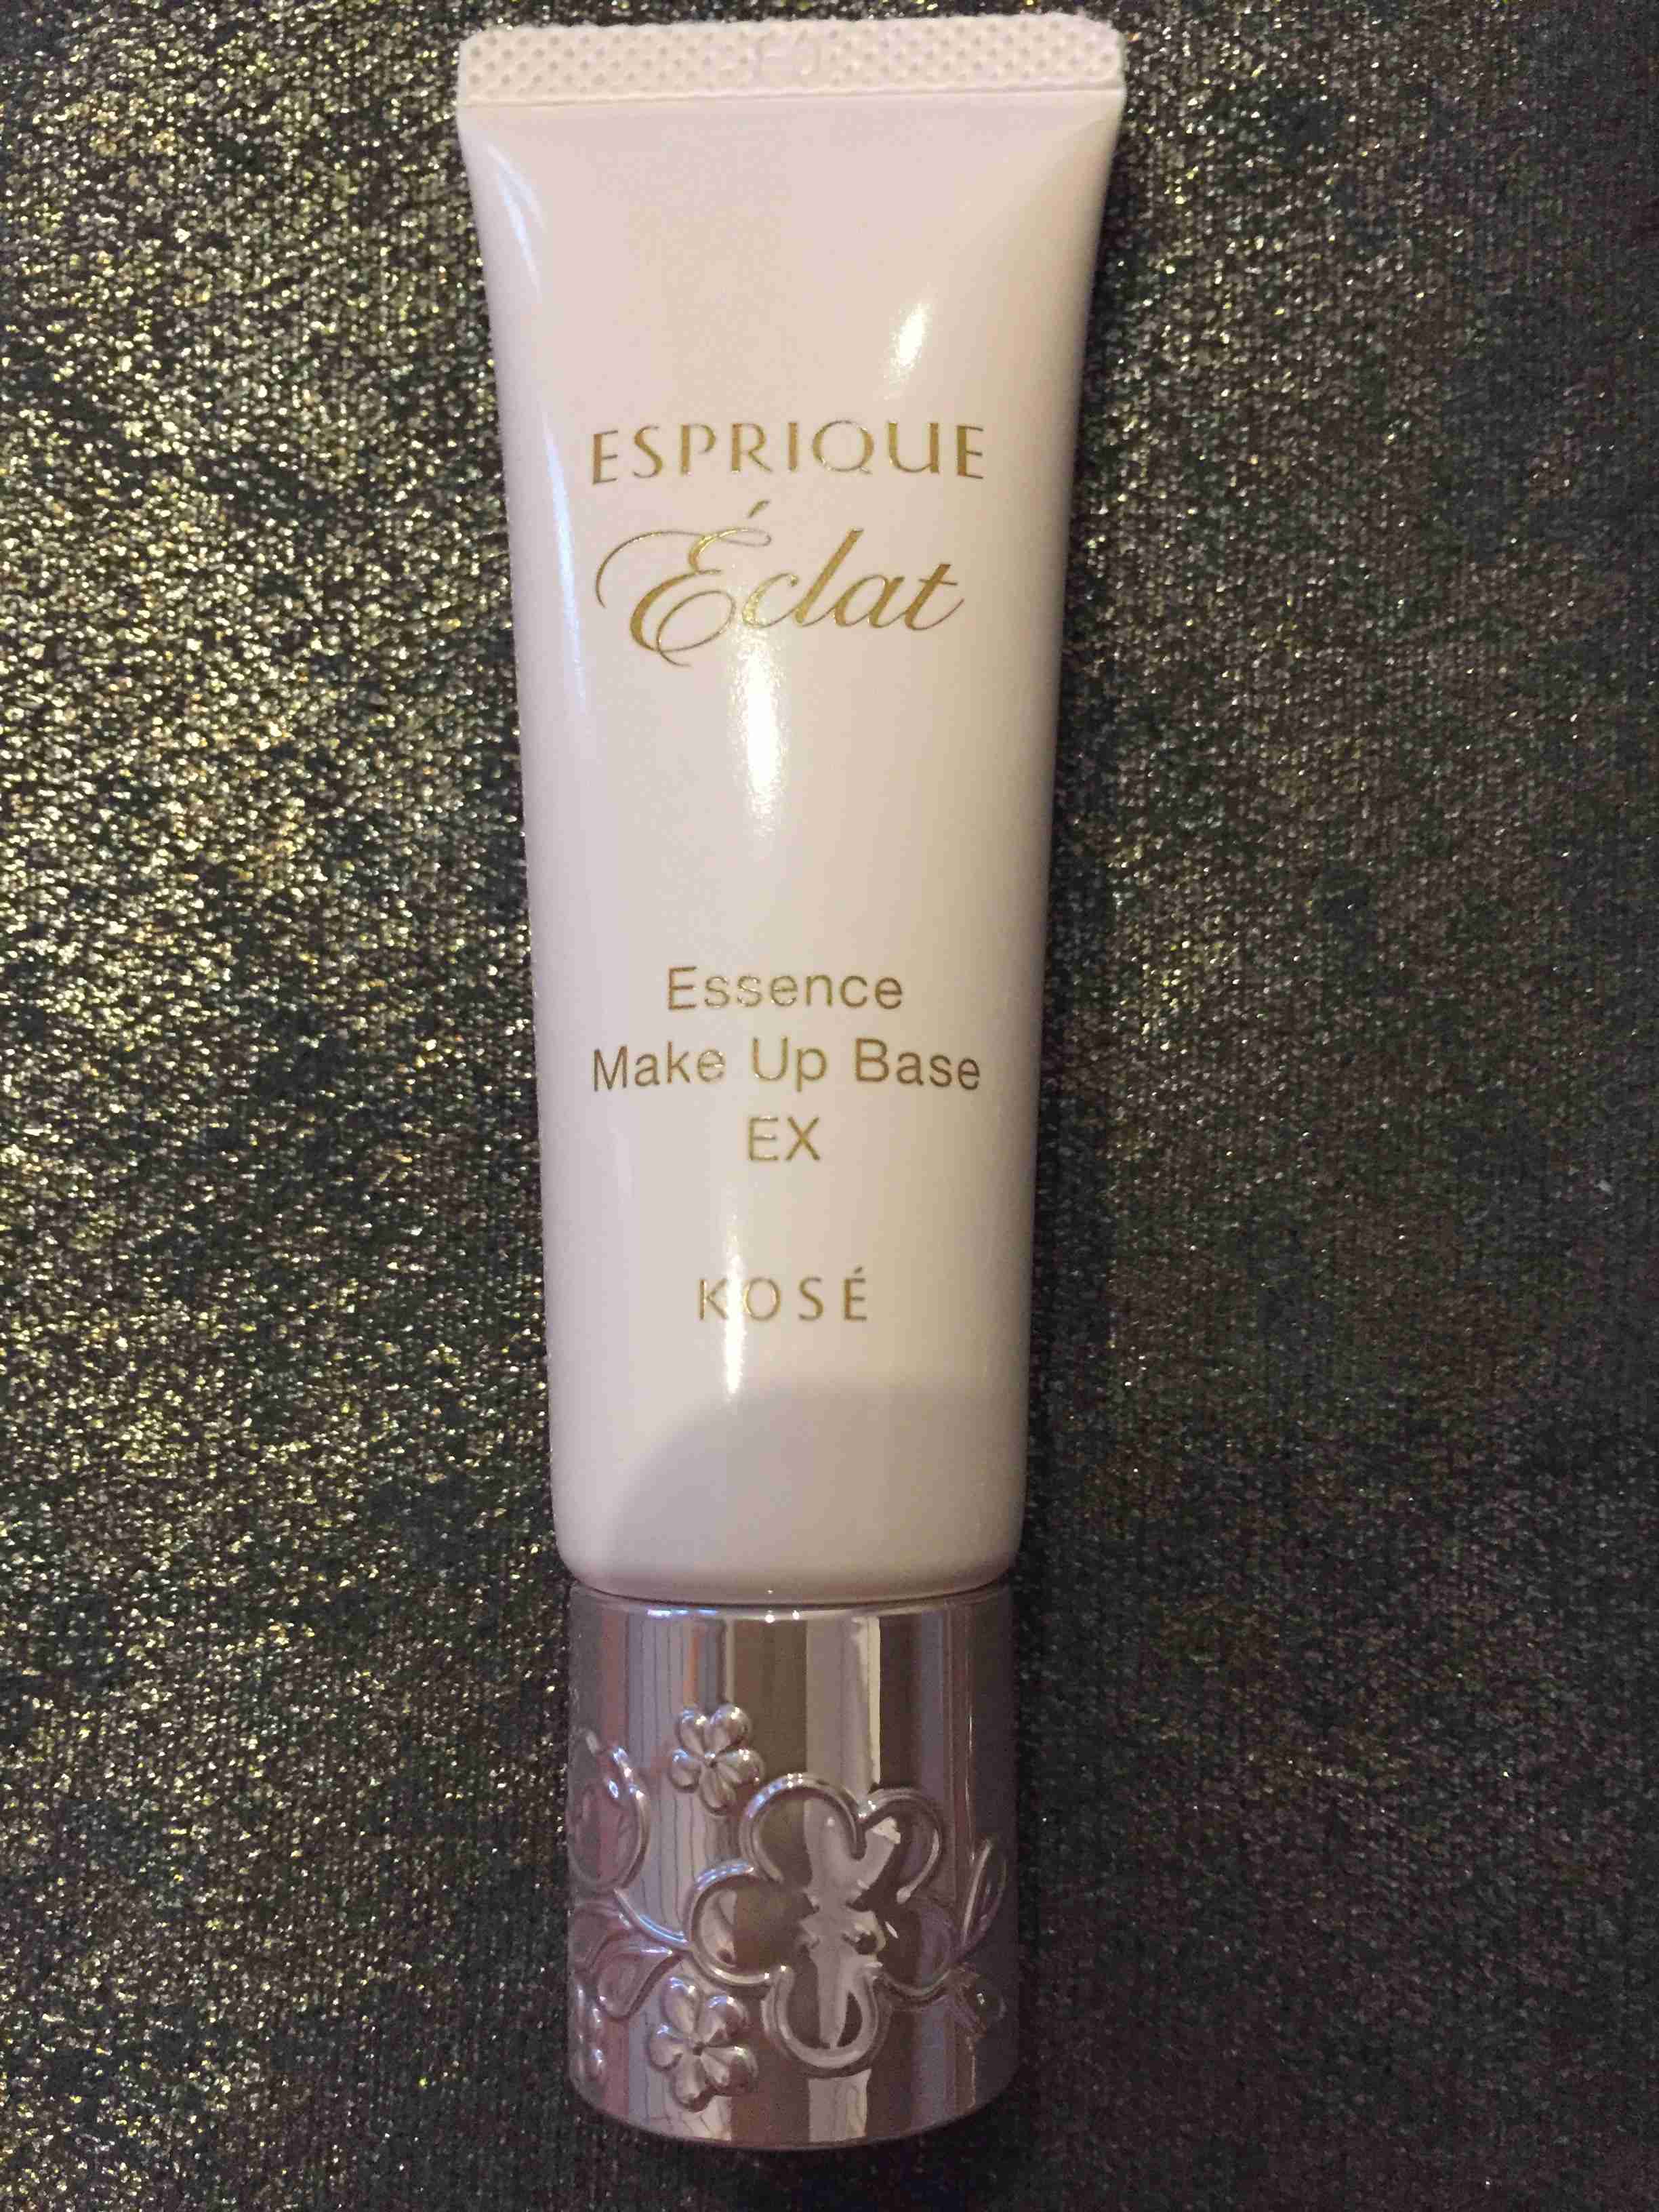 ESPRIQUE
Éclat
Essence
Make Up Base
EX
KOSÉ